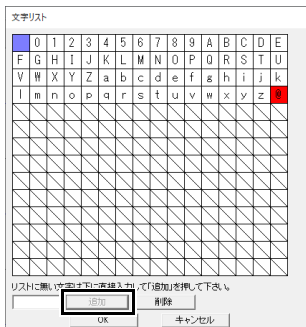 文字リスト
0 1 2 3 4 5 6 7 8 9 A B C D E
F G H I J K L M N O P Q R S T U
V W X Y Z a b c d e f g h i j k
l m n o p q r s t u v w x y z @
リストに無い文字は下に直接入力して「追加」を押して下さい。
追加 削除
OK キャンセル